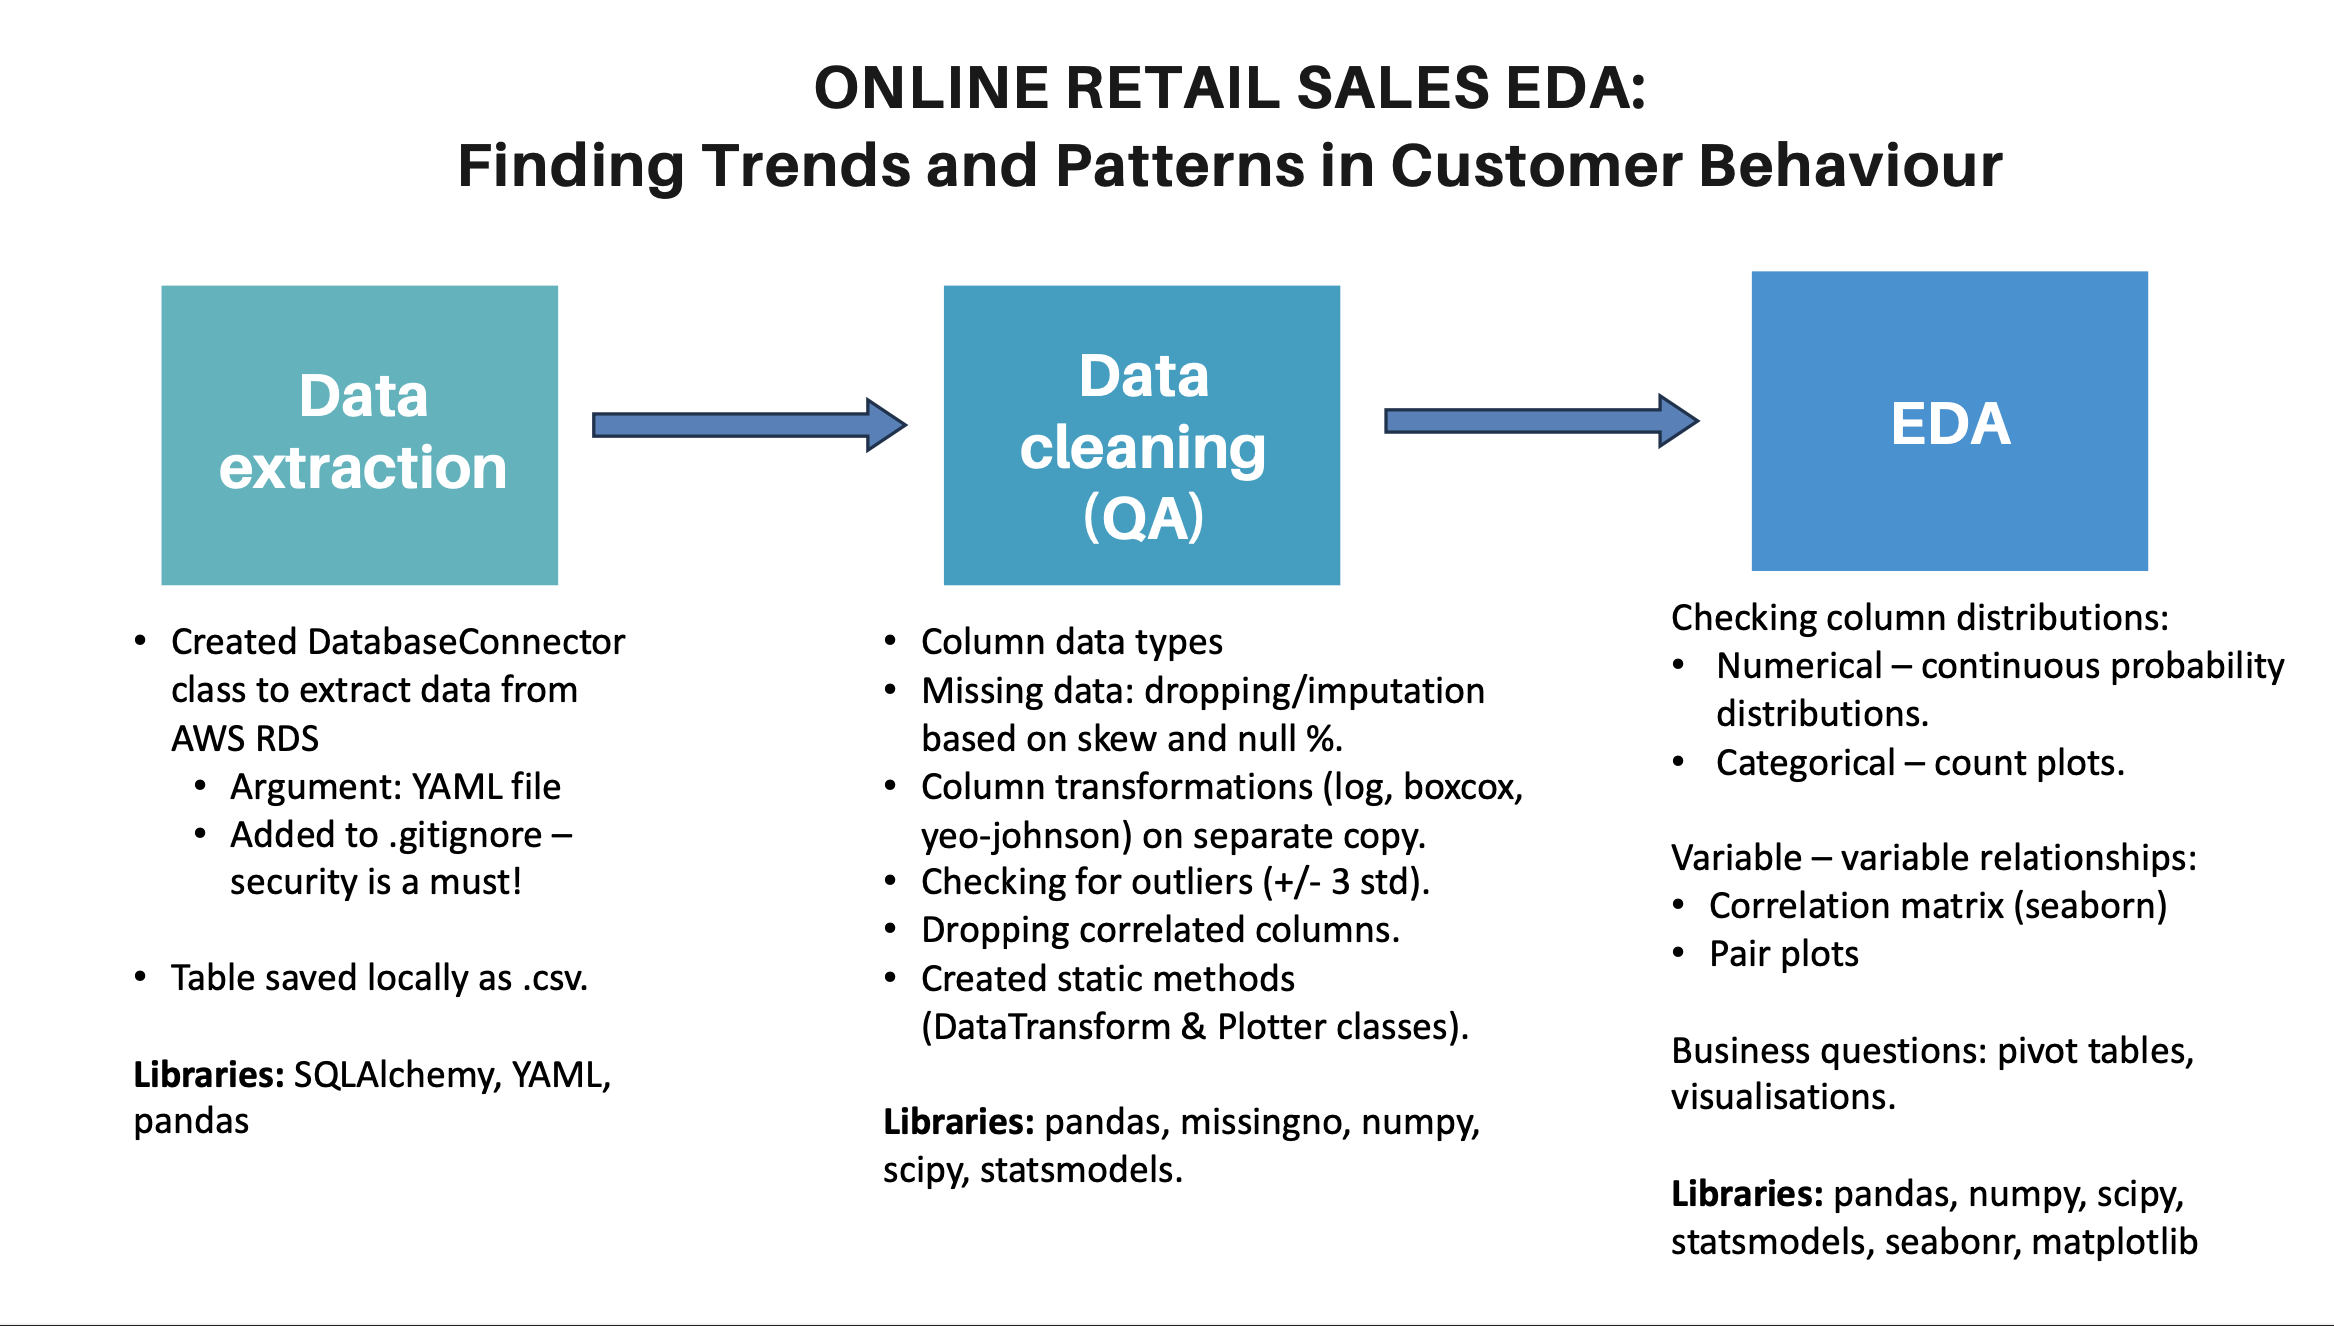 ONLINE RETAIL SALES EDA:
Finding Trends and Patterns in Customer Behaviour
Data
extraction
Data
cleaning
(QA)
EDA
• Created DatabaseConnector
class to extract data from
AWS RDS
• Argument: YAML file
• Added to .gitignore –
security is a must!
• Table saved locally as .csv.
Libraries: SQLAlchemy, YAML,
pandas
• Column data types
• Missing data: dropping/imputation
based on skew and null %.
• Column transformations (log, boxcox,
yeo-johnson) on separate copy.
• Checking for outliers (+/- 3 std).
• Dropping correlated columns.
• Created static methods
(DataTransform & Plotter classes).
Libraries: pandas, missingno, numpy,
scipy, statsmodels.
Checking column distributions:
• Numerical – continuous probability
distributions.
• Categorical – count plots.
Variable – variable relationships:
• Correlation matrix (seaborn)
• Pair plots
Business questions: pivot tables,
visualisations.
Libraries: pandas, numpy, scipy,
statsmodels, seabonr, matplotlib